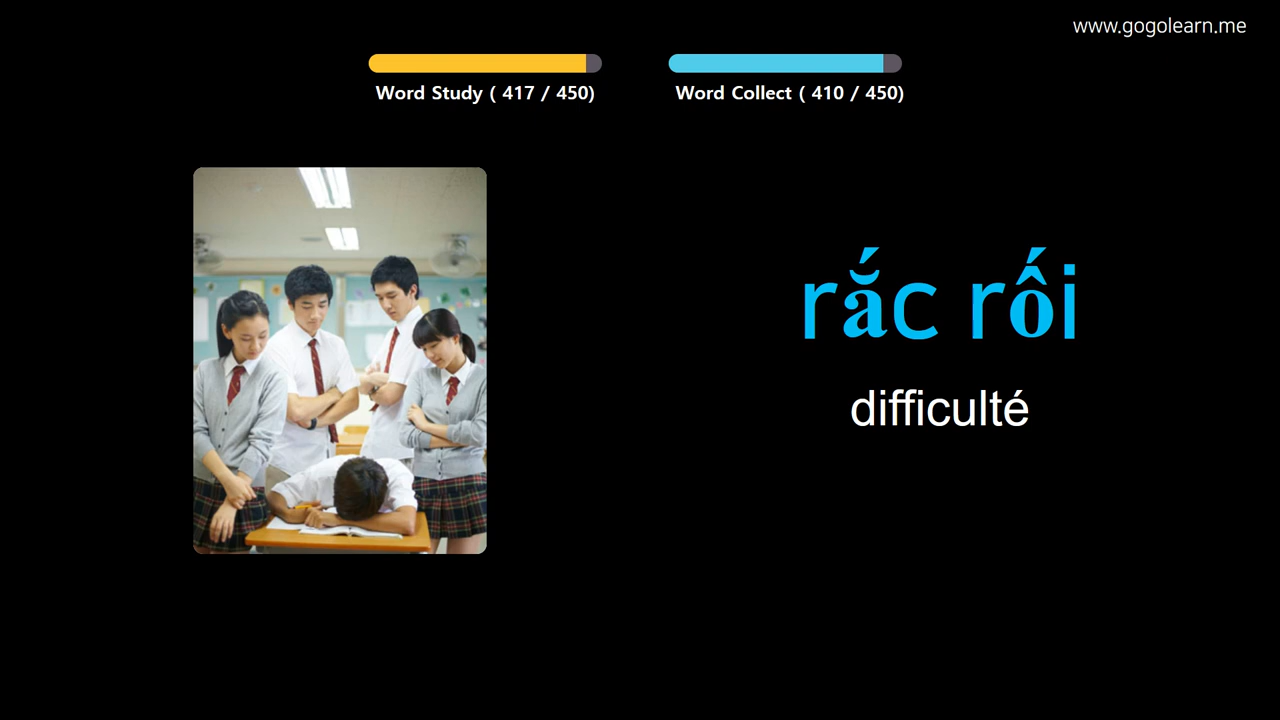 www.gogolearn.me
Word Study ( 417 / 450)
Word Collect ( 410 / 450)
rắc rối
difficulté